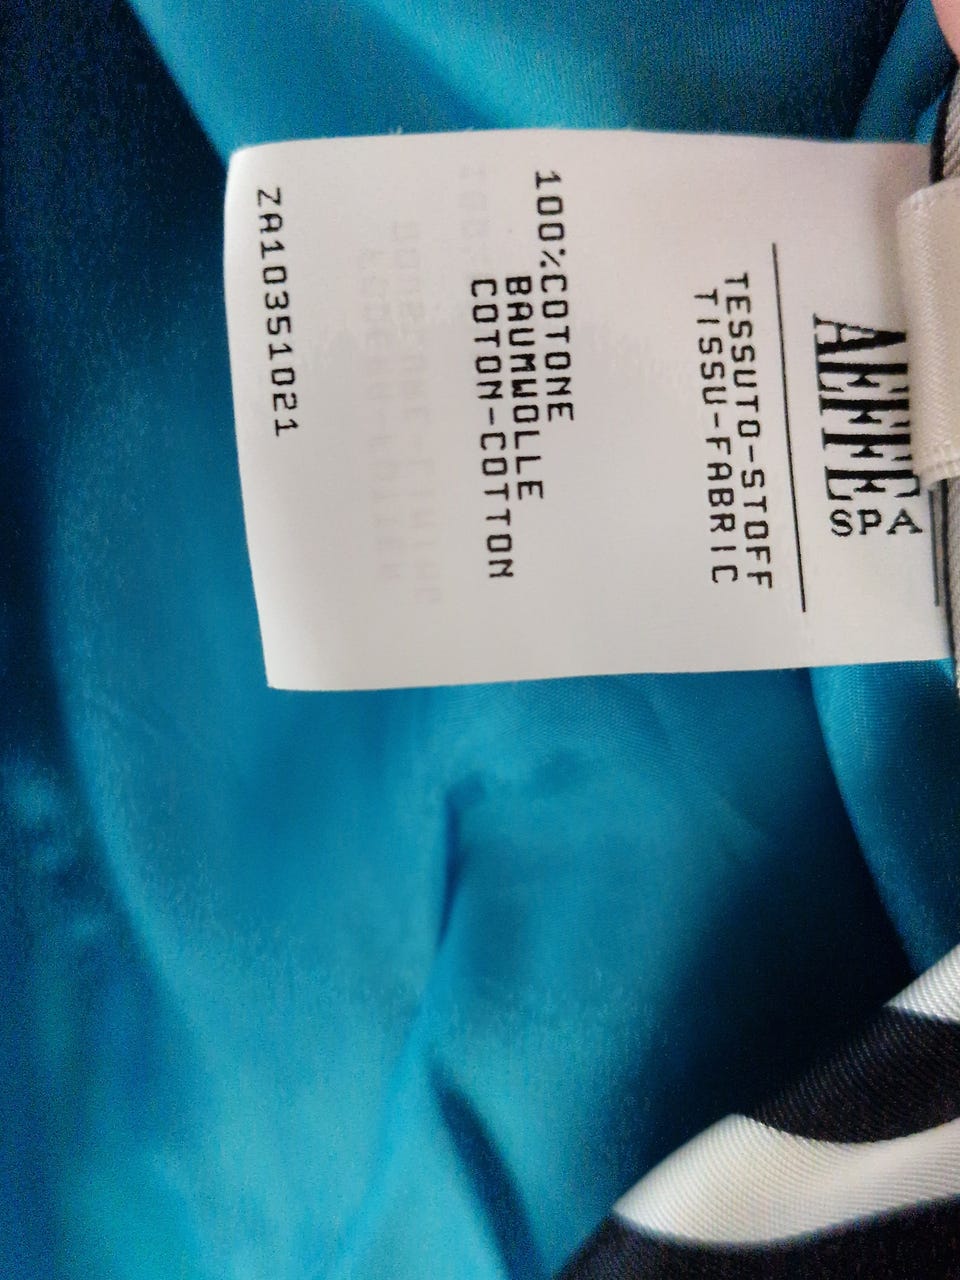 AEFFE
SPA
TESSUTO-STOFF
TISSU-FABRIC
100%COTONE
BAUMWOLLE
COTON-COTTON
ZA10351021